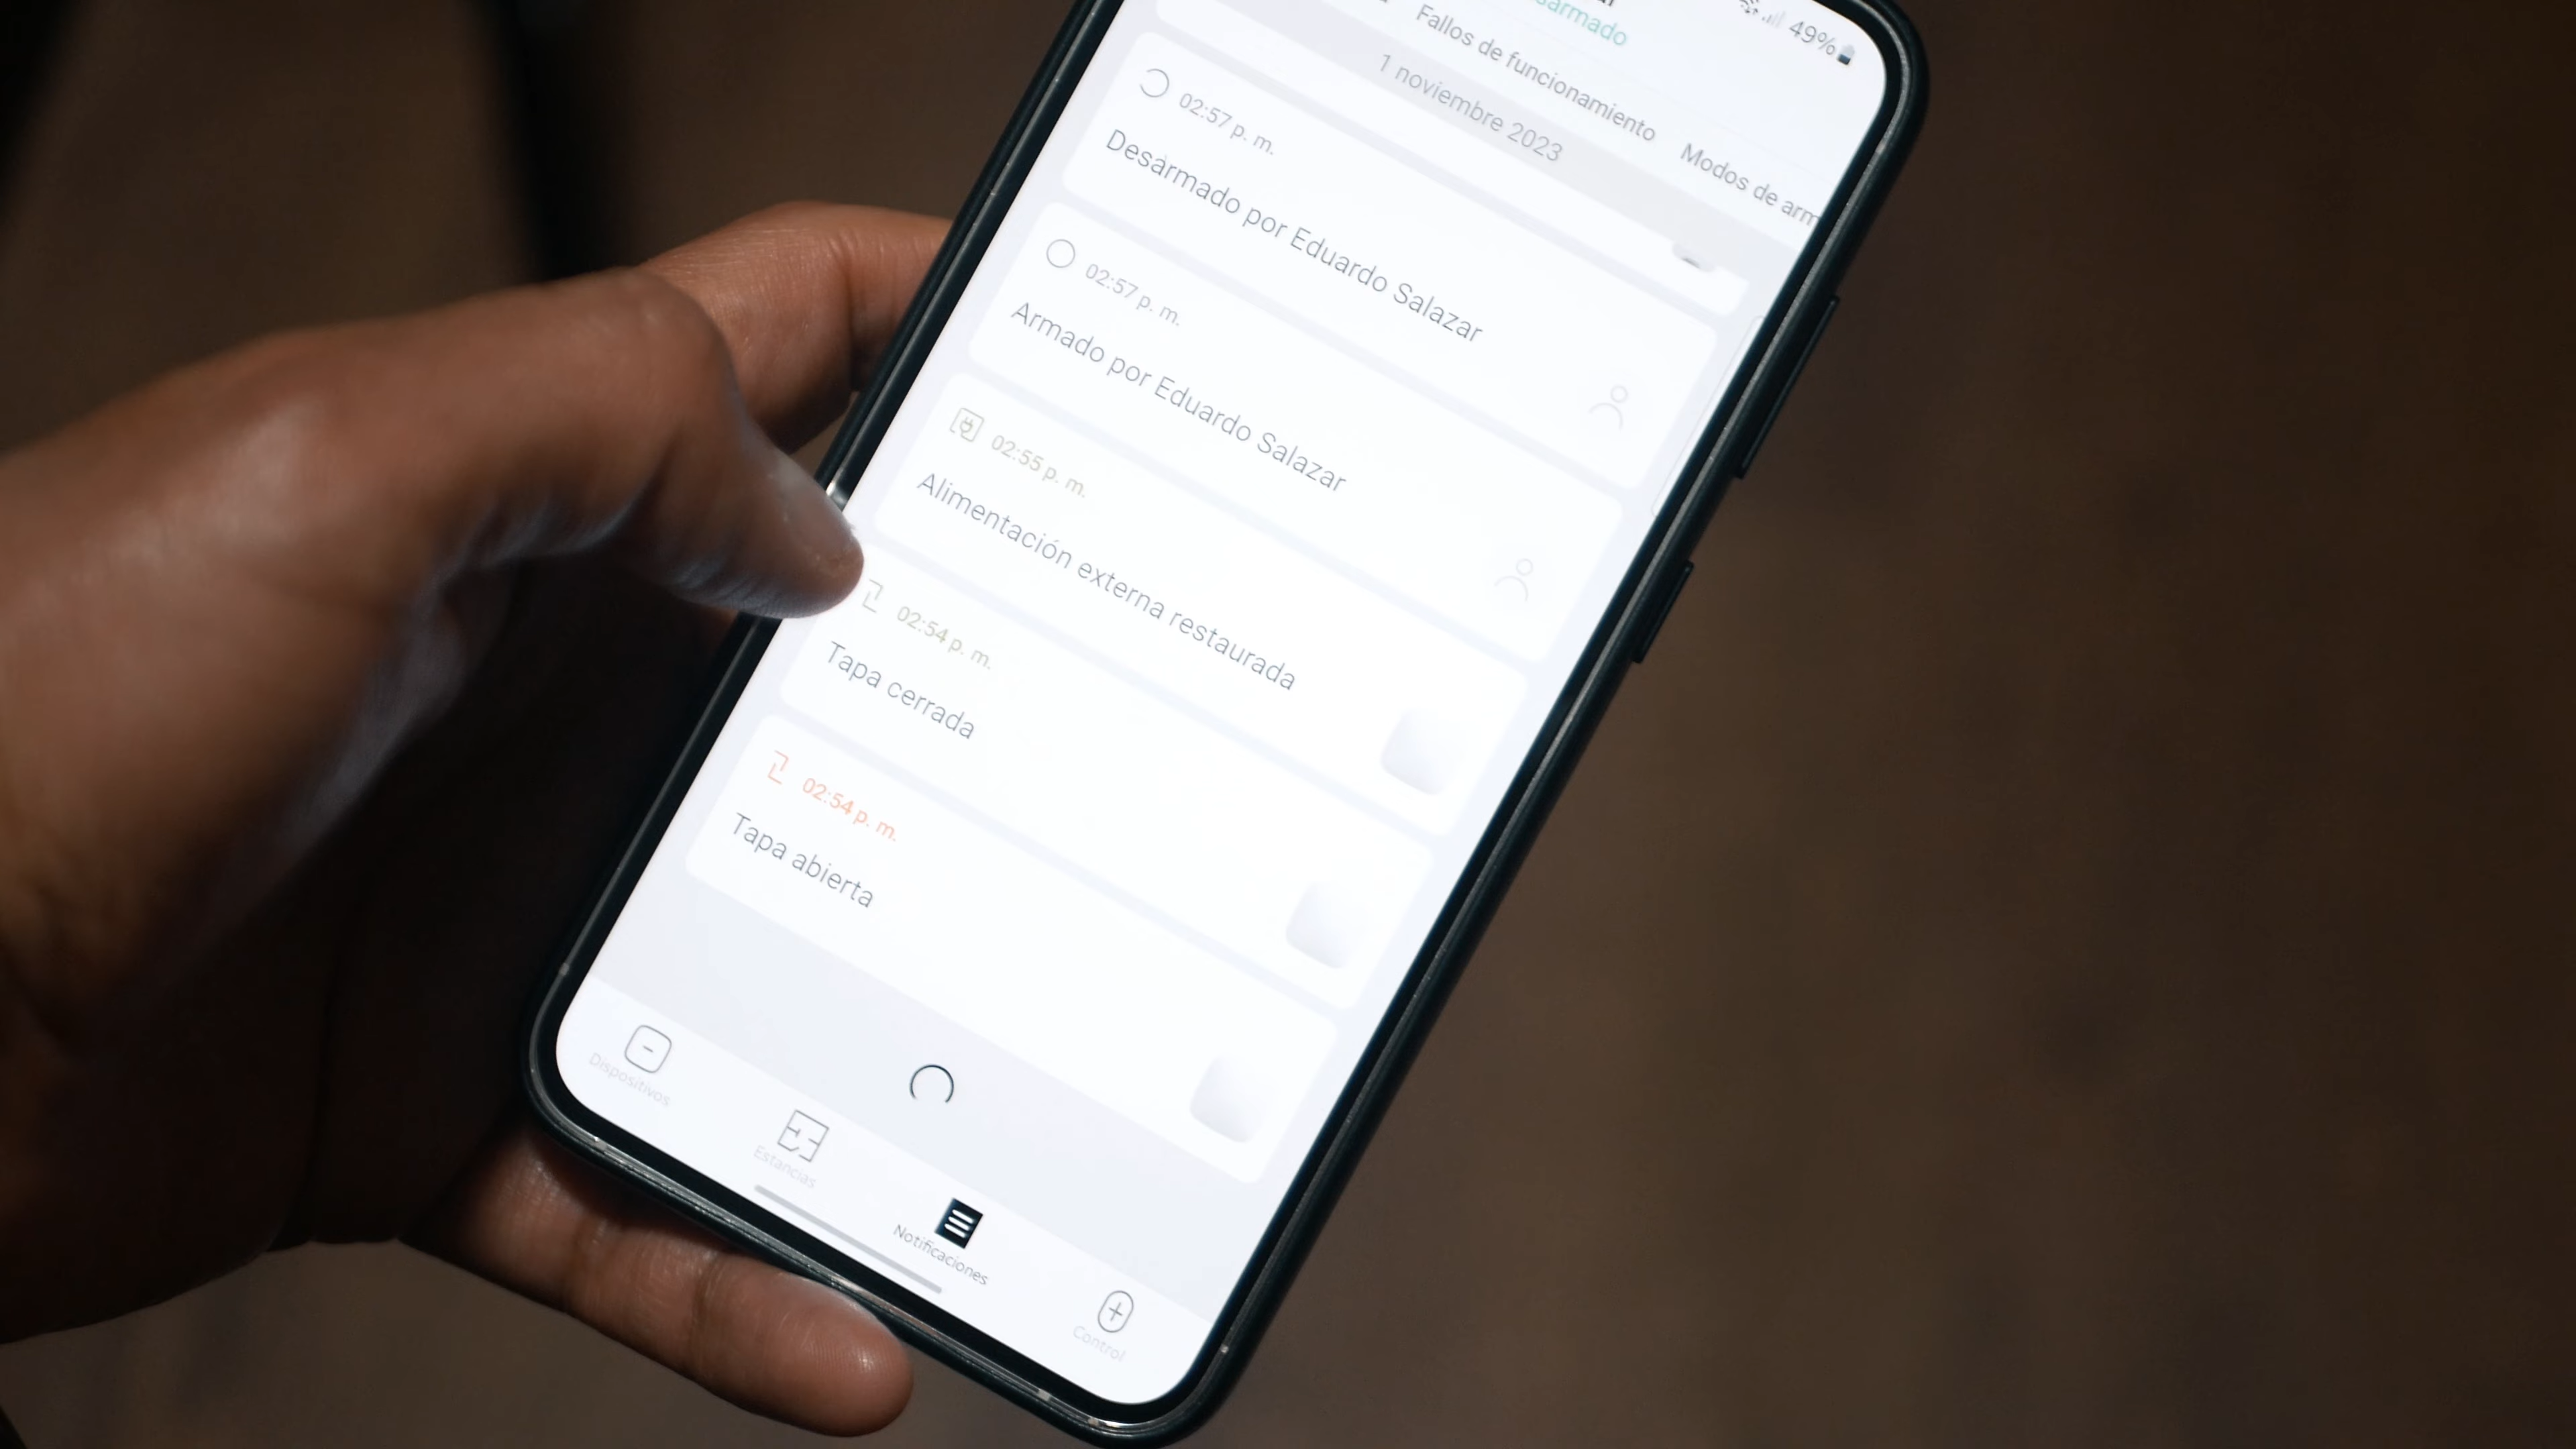 49%
Fallos de funcionamiento Modos de arm
1 noviembre 2023
02:57 p. m.
Desarmado por Eduardo Salazar
02:57 p. m.
Armado por Eduardo Salazar
02:55 p. m.
Alimentación externa restaurada
02:54 p. m.
Tapa cerrada
02:54 p. m.
Tapa abierta
Dispositivos
Estancias
Notificaciones
Control